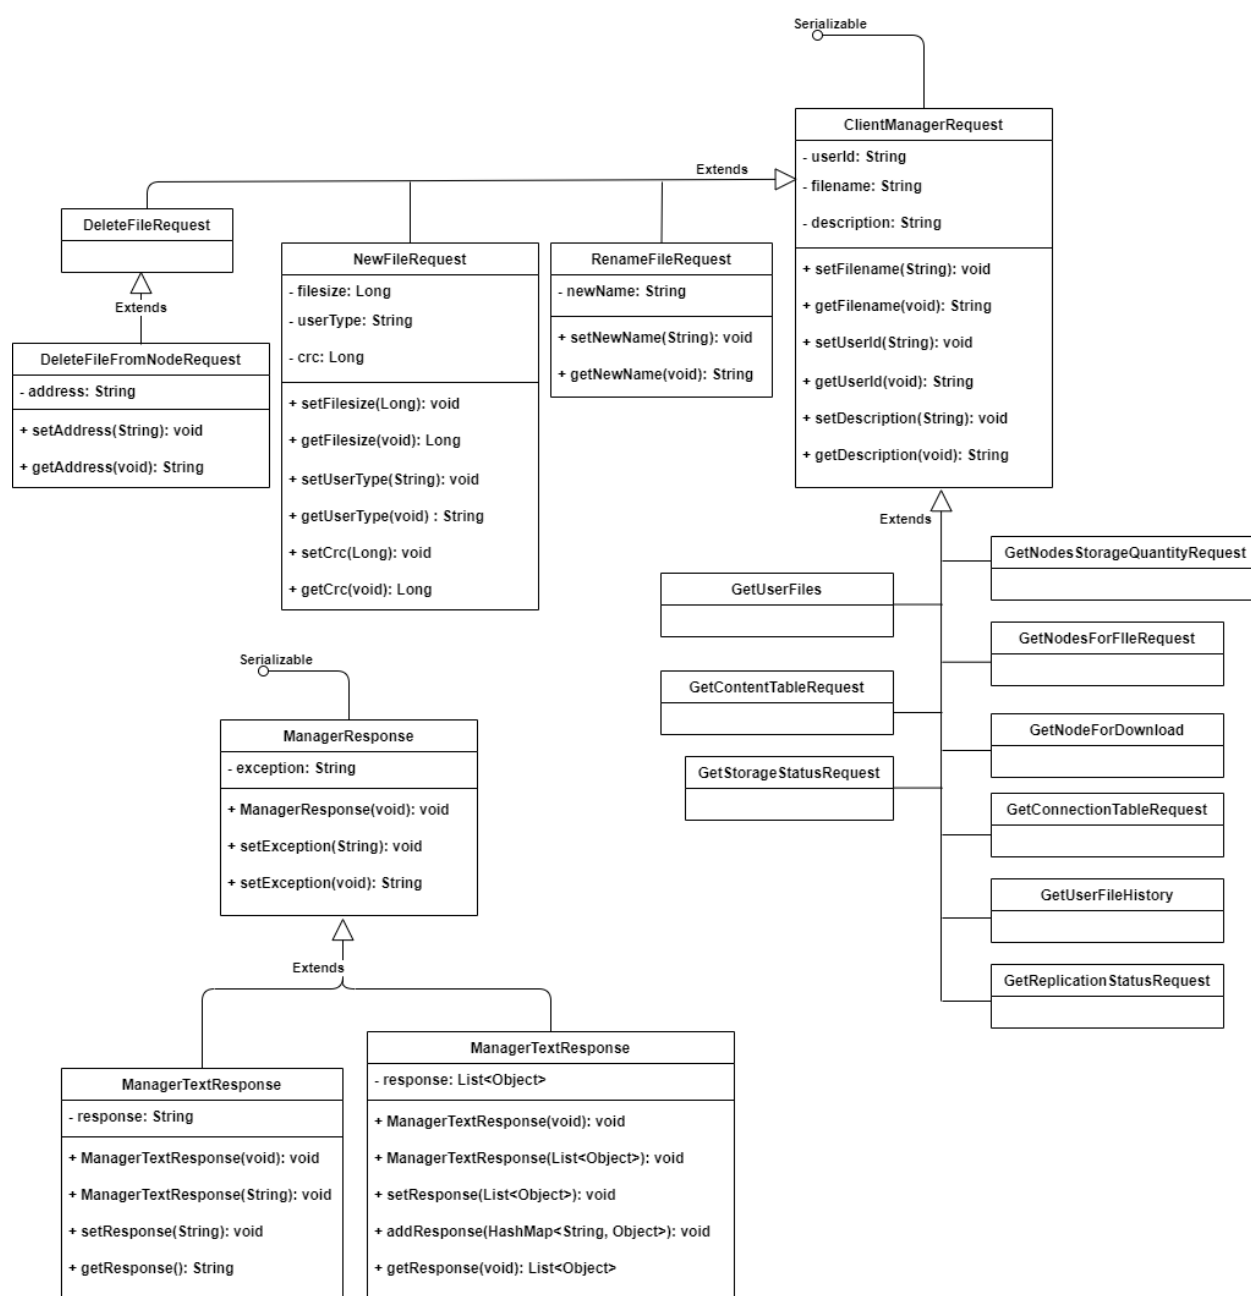 Serializable
ClientManagerRequest
- userId: String
- filename: String
- description: String
+ setFilename(String): void
+ getFilename(void): String
+ setUserId(String): void
+ getUserId(void): String
+ setDescription(String): void
+ getDescription(void): String
Extends
DeleteFileRequest
Extends
DeleteFileFromNodeRequest
- address: String
+ setAddress(String): void
+ getAddress(void): String
NewFileRequest
- filesize: Long
- userType: String
- crc: Long
+ setFilesize(Long): void
+ getFilesize(void): Long
+ setUserType(String): void
+ getUserType(void) : String
+ setCrc(Long): void
+ getCrc(void): Long
RenameFileRequest
- newName: String
+ setNewName(String): void
+ getNewName(void): String
Extends
GetUserFiles
GetContentTableRequest
GetStorageStatusRequest
GetNodesStorageQuantityRequest
GetNodesForFIleRequest
GetNodeForDownload
GetConnectionTableRequest
GetUserFileHistory
GetReplicationStatusRequest
Serializable
ManagerResponse
- exception: String
+ ManagerResponse(void): void
+ setException(String): void
+ setException(void): String
Extends
ManagerTextResponse
- response: String
+ ManagerTextResponse(void): void
+ ManagerTextResponse(String): void
+ setResponse(String): void
+ getResponse(): String
ManagerTextResponse
- response: List<Object>
+ ManagerTextResponse(void): void
+ ManagerTextResponse(List<Object>): void
+ setResponse(List<Object>): void
+ addResponse(HashMap<String, Object>): void
+ getResponse(void): List<Object>